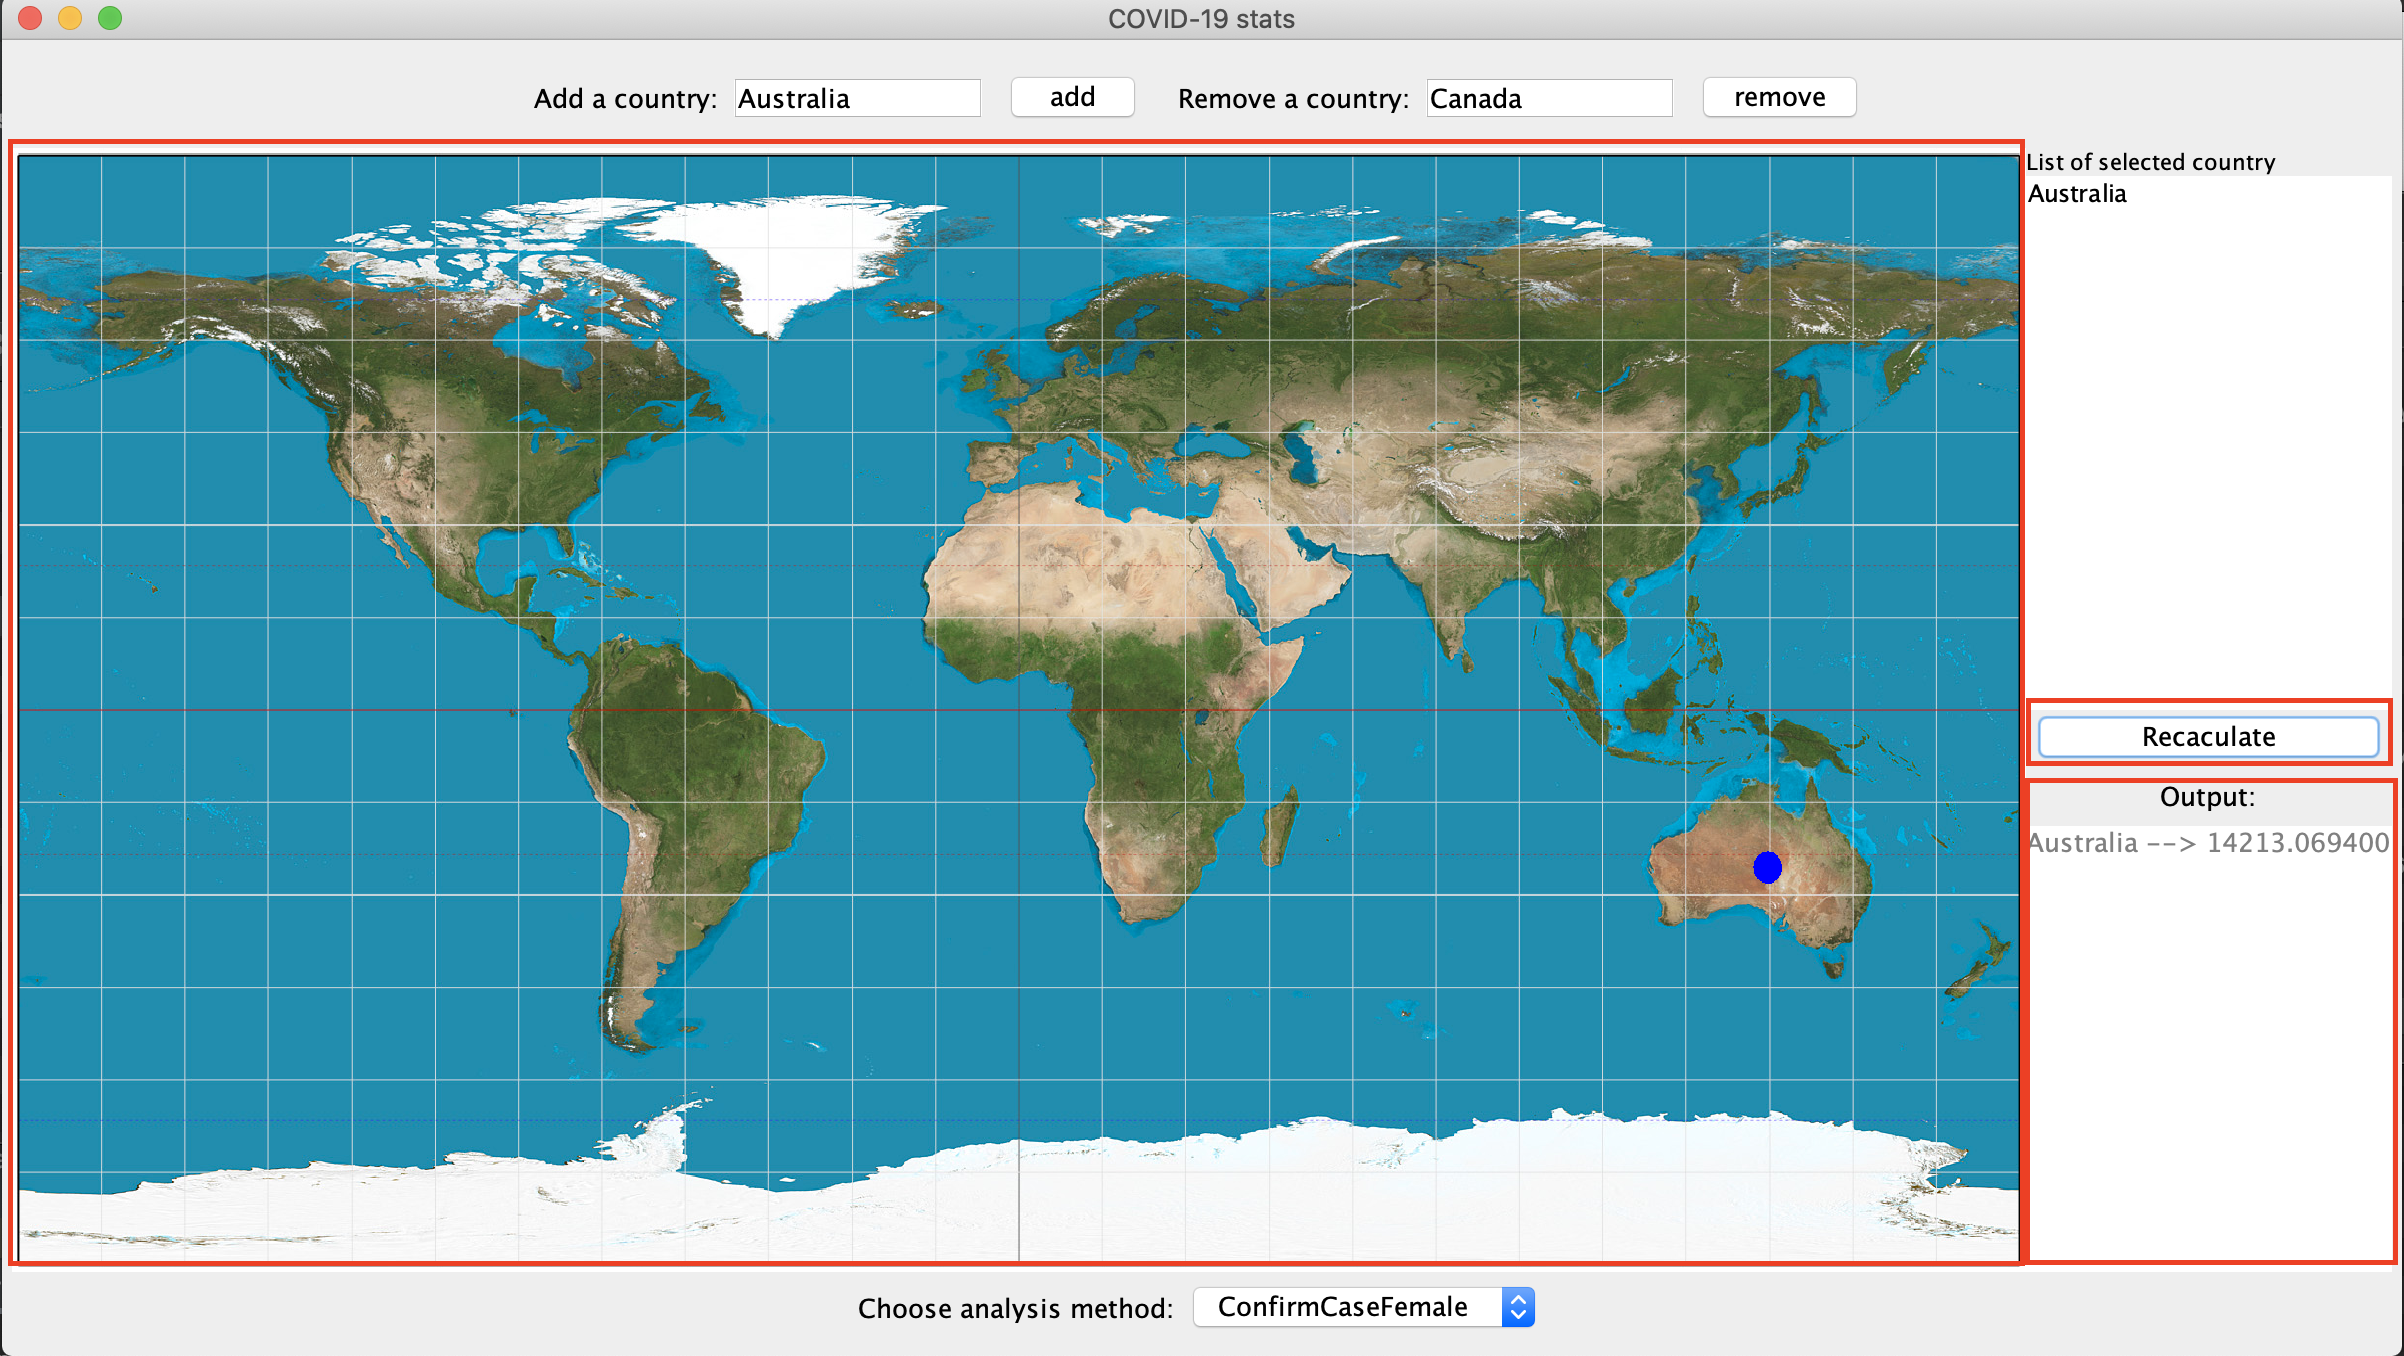 COVID-19 stats
Add a country: Australia add Remove a country: Canada remove
List of selected country
Australia
Recaculate
Output:
Australia --> 14213.069400
Choose analysis method: ConfirmCaseFemale